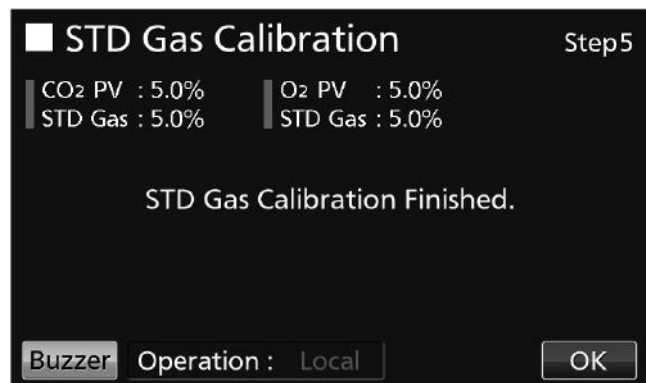 STD Gas Calibration Step5
CO2 PV : 5.0% O2 PV : 5.0%
STD Gas : 5.0% STD Gas : 5.0%
STD Gas Calibration Finished.
Buzzer Operation : Local OK